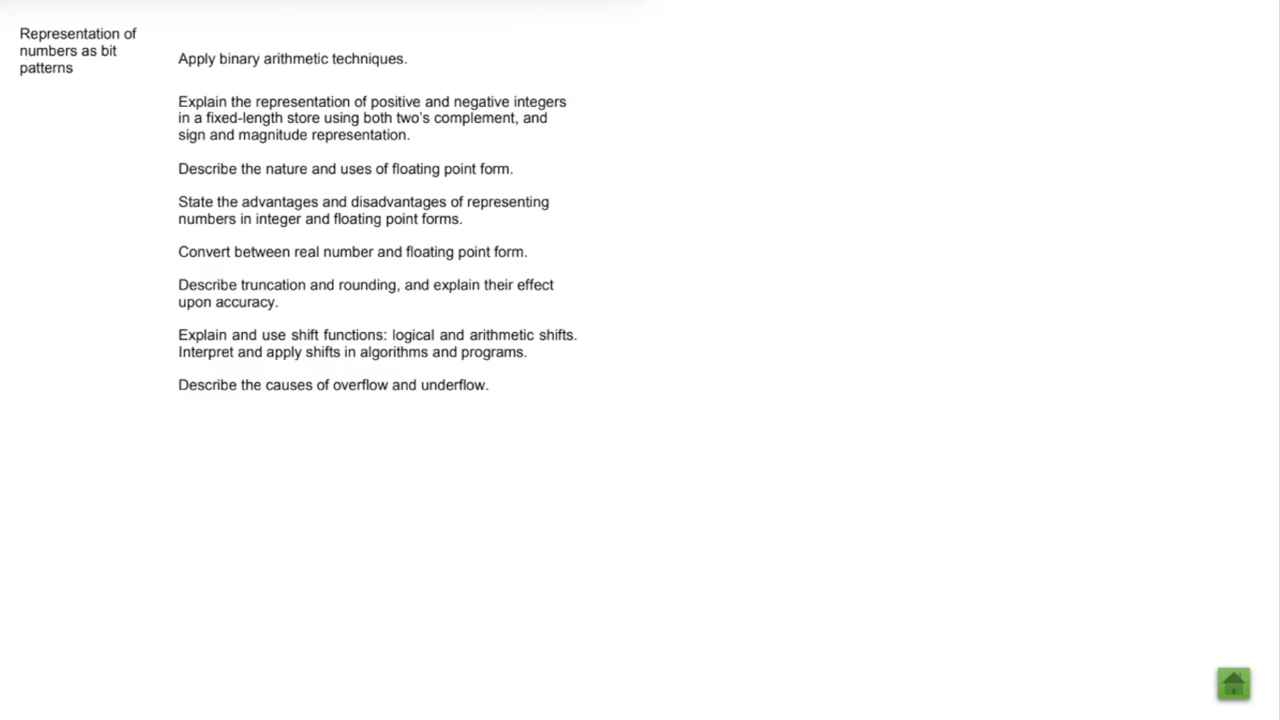 Representation of
numbers as bit
patterns
Apply binary arithmetic techniques.
Explain the representation of positive and negative integers
in a fixed-length store using both two's complement, and
sign and magnitude representation.
Describe the nature and uses of floating point form.
State the advantages and disadvantages of representing
numbers in integer and floating point forms.
Convert between real number and floating point form.
Describe truncation and rounding, and explain their effect
upon accuracy.
Explain and use shift functions: logical and arithmetic shifts.
Interpret and apply shifts in algorithms and programs.
Describe the causes of overflow and underflow.